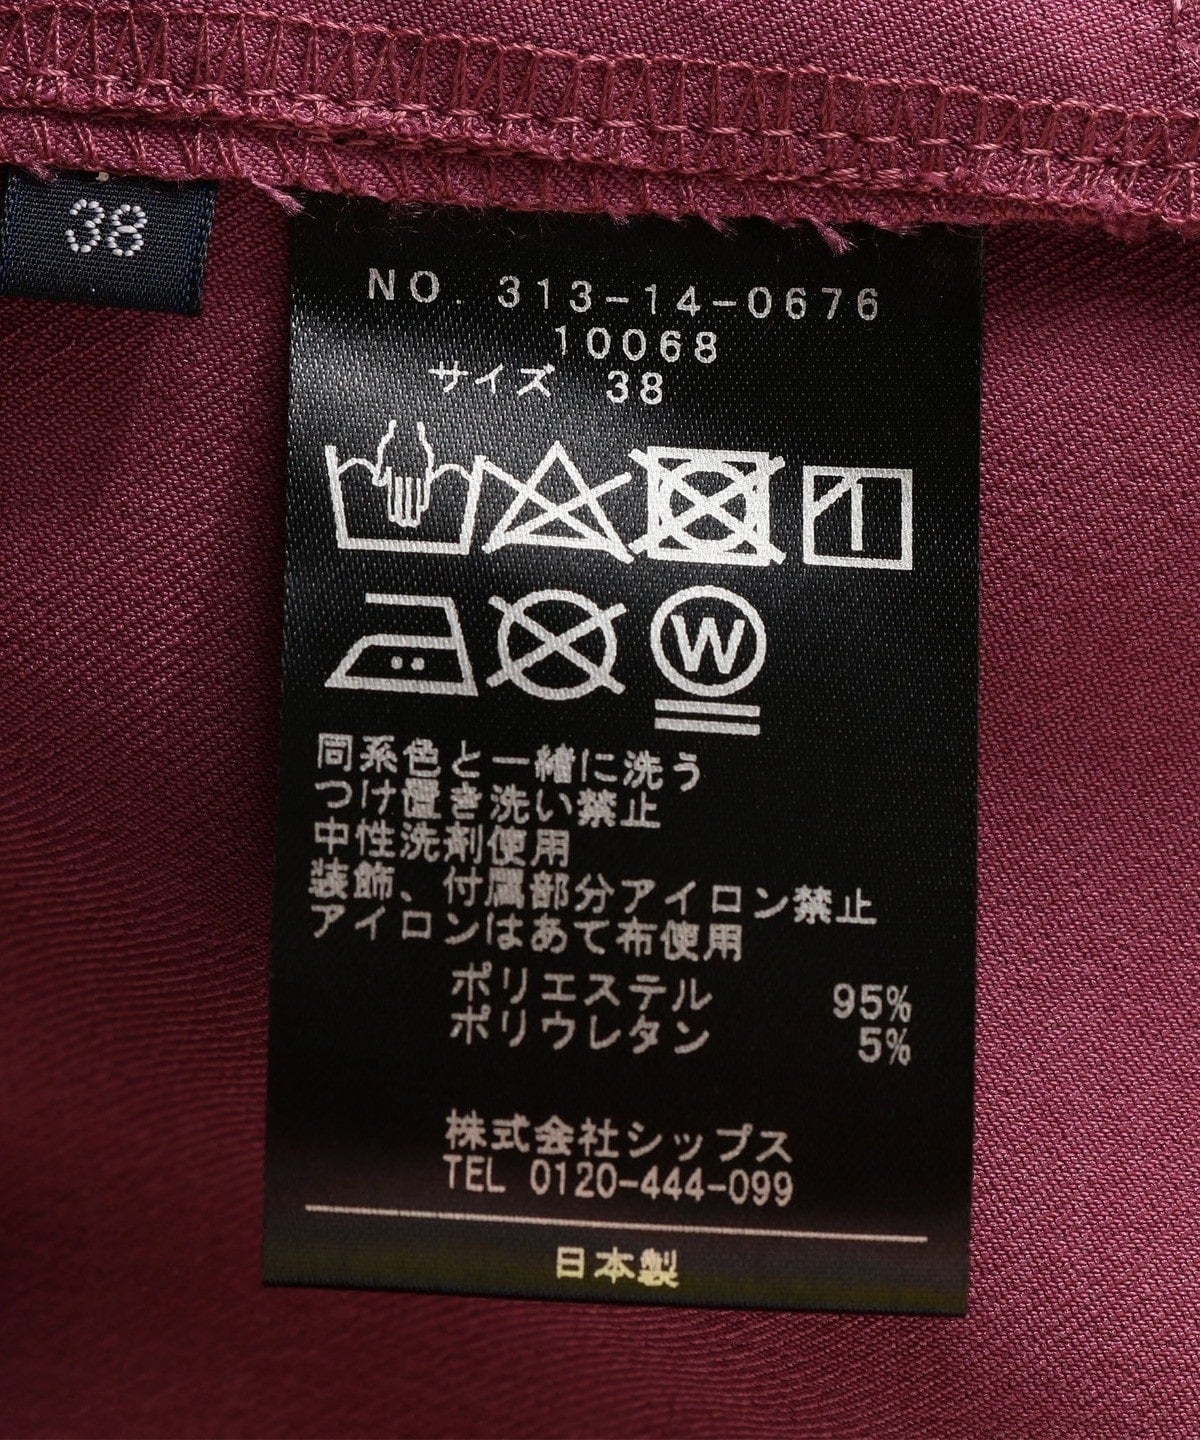 38
NO. 313-14-0676
10068
サイズ 38
W
同系色と一緒に洗う
つけ置き洗い禁止
中性洗剤使用
装飾、付属部分アイロン禁止
アイロンはあて布使用
ポリエステル 95%
ポリウレタン 5%
株式会社シップス
TEL 0120-444-099
日本製